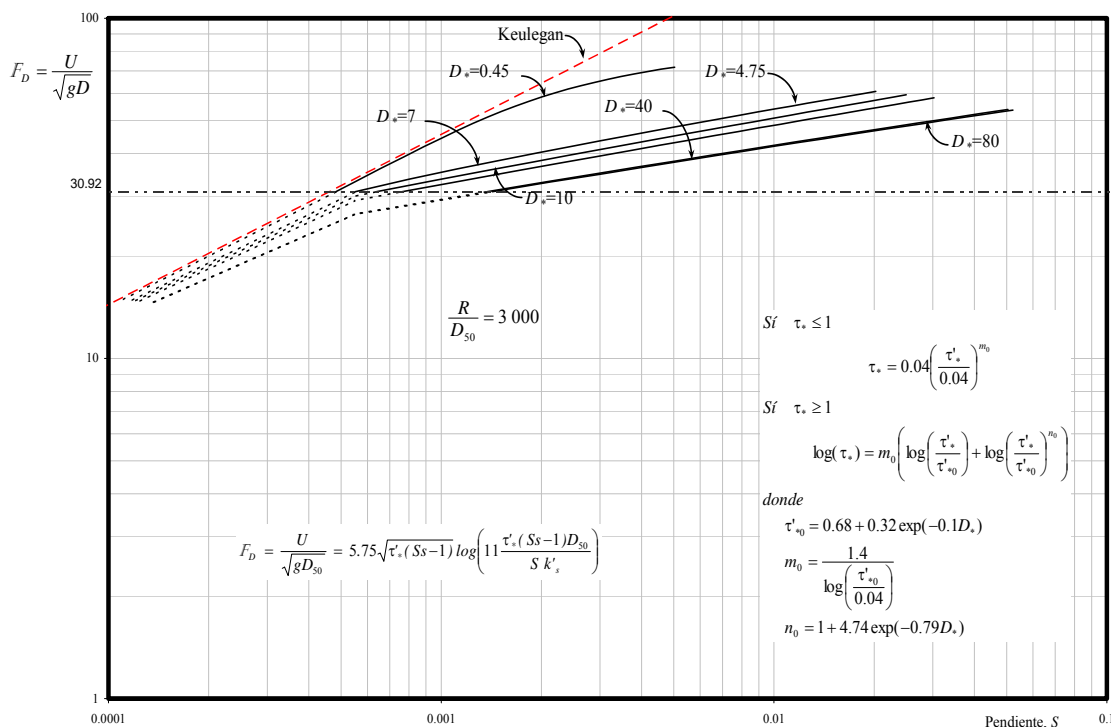 100
F_D = U / √(gD)
Keulegan
D*=0.45
D*=4.75
D*=7
D*=40
D*=80
30.92
D*=10
R / D₅₀ = 3 000
Sí τ* ≤ 1
τ* = 0.04(τ'* / 0.04)^m₀
10
Sí τ* ≥ 1
log(τ*) = m₀(log(τ'* / τ'*₀) + log(τ'* / τ'*₀)^n₀)
donde
τ'*₀ = 0.68 + 0.32 exp(−0.1D*)
F_D = U / √(gD₅₀) = 5.75√(τ'*(Ss−1)) log(11 τ'*(Ss−1)D₅₀ / S k'ₛ)
m₀ = 1.4 / log(τ'*₀ / 0.04)
n₀ = 1 + 4.74 exp(−0.79D*)
1
0.0001
0.001
0.01
Pendiente, S